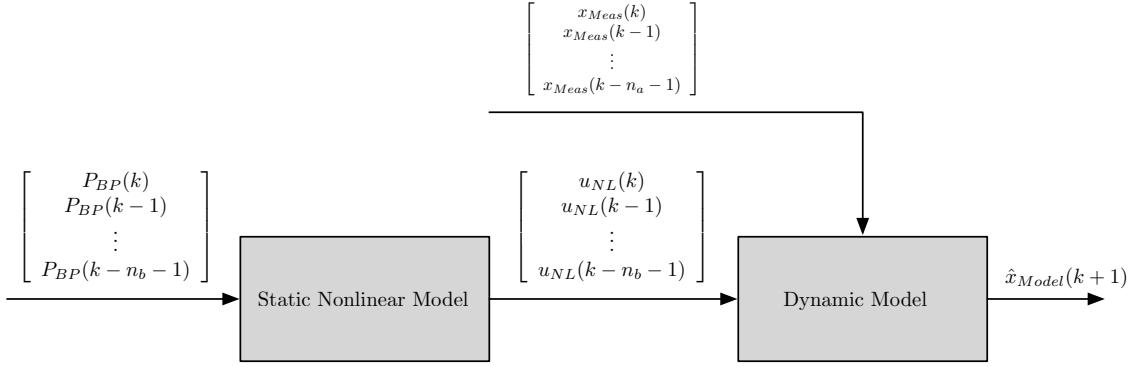 x_{Meas}(k)
x_{Meas}(k−1)
⋮
x_{Meas}(k − n_a − 1)
P_{BP}(k)
P_{BP}(k−1)
⋮
P_{BP}(k − n_b − 1)
u_{NL}(k)
u_{NL}(k−1)
⋮
u_{NL}(k − n_b − 1)
Static Nonlinear Model
Dynamic Model
x̂_{Model}(k + 1)